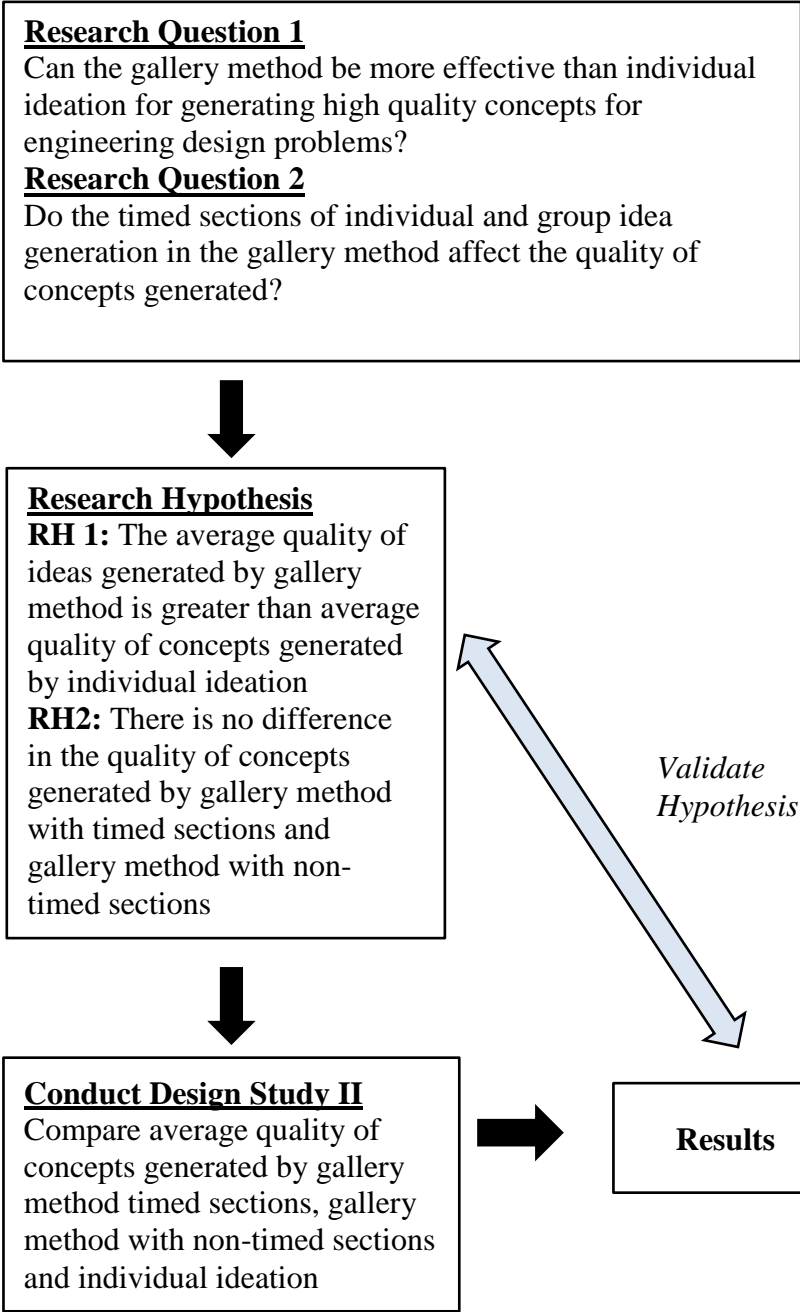 Research Question 1
Can the gallery method be more effective than individual
ideation for generating high quality concepts for
engineering design problems?
Research Question 2
Do the timed sections of individual and group idea
generation in the gallery method affect the quality of
concepts generated?
Research Hypothesis
RH 1: The average quality of
ideas generated by gallery
method is greater than average
quality of concepts generated
by individual ideation
RH2: There is no difference
in the quality of concepts
generated by gallery method
with timed sections and
gallery method with non-
timed sections
Validate
Hypothesis
Conduct Design Study II
Compare average quality of
concepts generated by gallery
method timed sections, gallery
method with non-timed sections
and individual ideation
Results